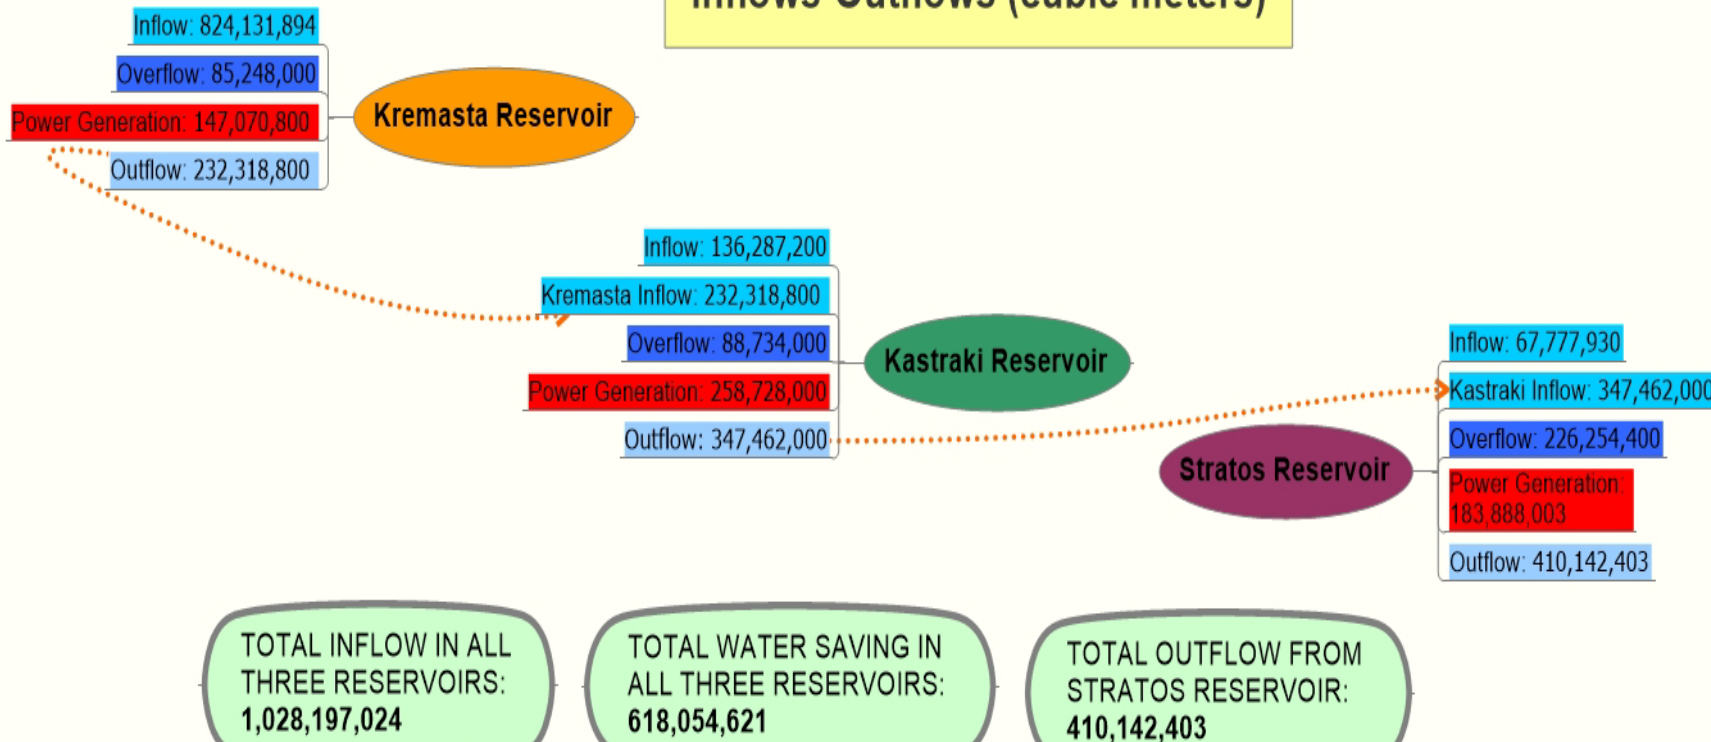 Inflows-Outflows (cubic meters)
Inflow: 824,131,894
Overflow: 85,248,000
Power Generation: 147,070,800
Outflow: 232,318,800
Kremasta Reservoir
Inflow: 136,287,200
Kremasta Inflow: 232,318,800
Overflow: 88,734,000
Power Generation: 258,728,000
Outflow: 347,462,000
Kastraki Reservoir
Inflow: 67,777,930
Kastraki Inflow: 347,462,000
Overflow: 226,254,400
Power Generation:
183,888,003
Outflow: 410,142,403
Stratos Reservoir
TOTAL INFLOW IN ALL
THREE RESERVOIRS:
1,028,197,024
TOTAL WATER SAVING IN
ALL THREE RESERVOIRS:
618,054,621
TOTAL OUTFLOW FROM
STRATOS RESERVOIR:
410,142,403